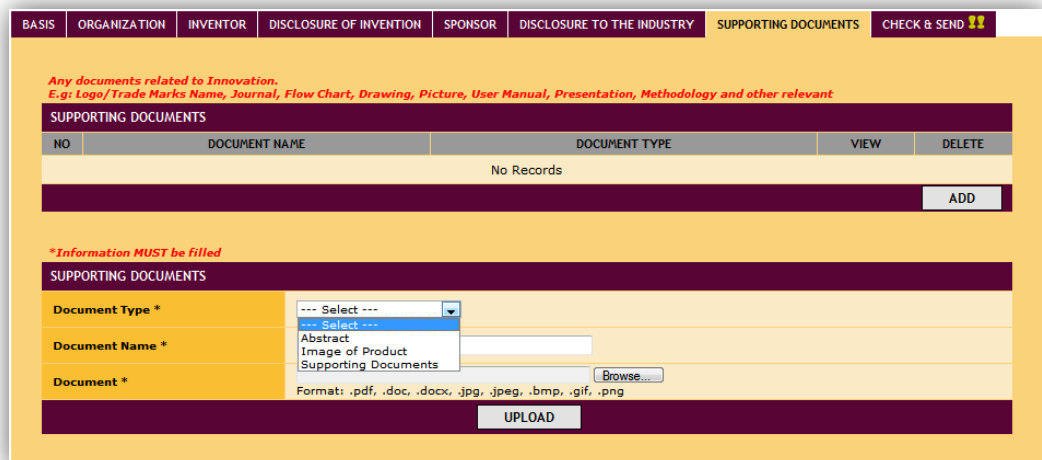 BASIS ORGANIZATION INVENTOR DISCLOSURE OF INVENTION SPONSOR DISCLOSURE TO THE INDUSTRY SUPPORTING DOCUMENTS CHECK & SEND !!
Any documents related to Innovation.
E.g: Logo/Trade Marks Name, Journal, Flow Chart, Drawing, Picture, User Manual, Presentation, Methodology and other relevant
SUPPORTING DOCUMENTS
NO DOCUMENT NAME DOCUMENT TYPE VIEW DELETE
No Records
ADD
*Information MUST be filled
SUPPORTING DOCUMENTS
Document Type * --- Select ---
--- Select ---
Abstract
Document Name * Image of Product
Supporting Documents
Document * Browse...
Format: .pdf, .doc, .docx, .jpg, .jpeg, .bmp, .gif, .png
UPLOAD